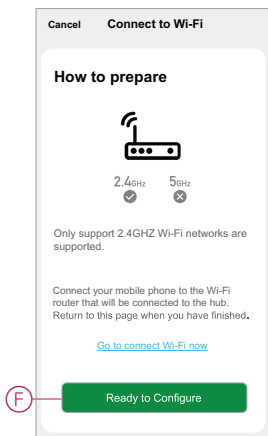 Cancel Connect to Wi-Fi
How to prepare
2.4GHz 5GHz
Only support 2.4GHZ Wi-Fi networks are
supported.
Connect your mobile phone to the Wi-Fi
router that will be connected to the hub.
Return to this page when you have finished.
Go to connect Wi-Fi now
F
Ready to Configure